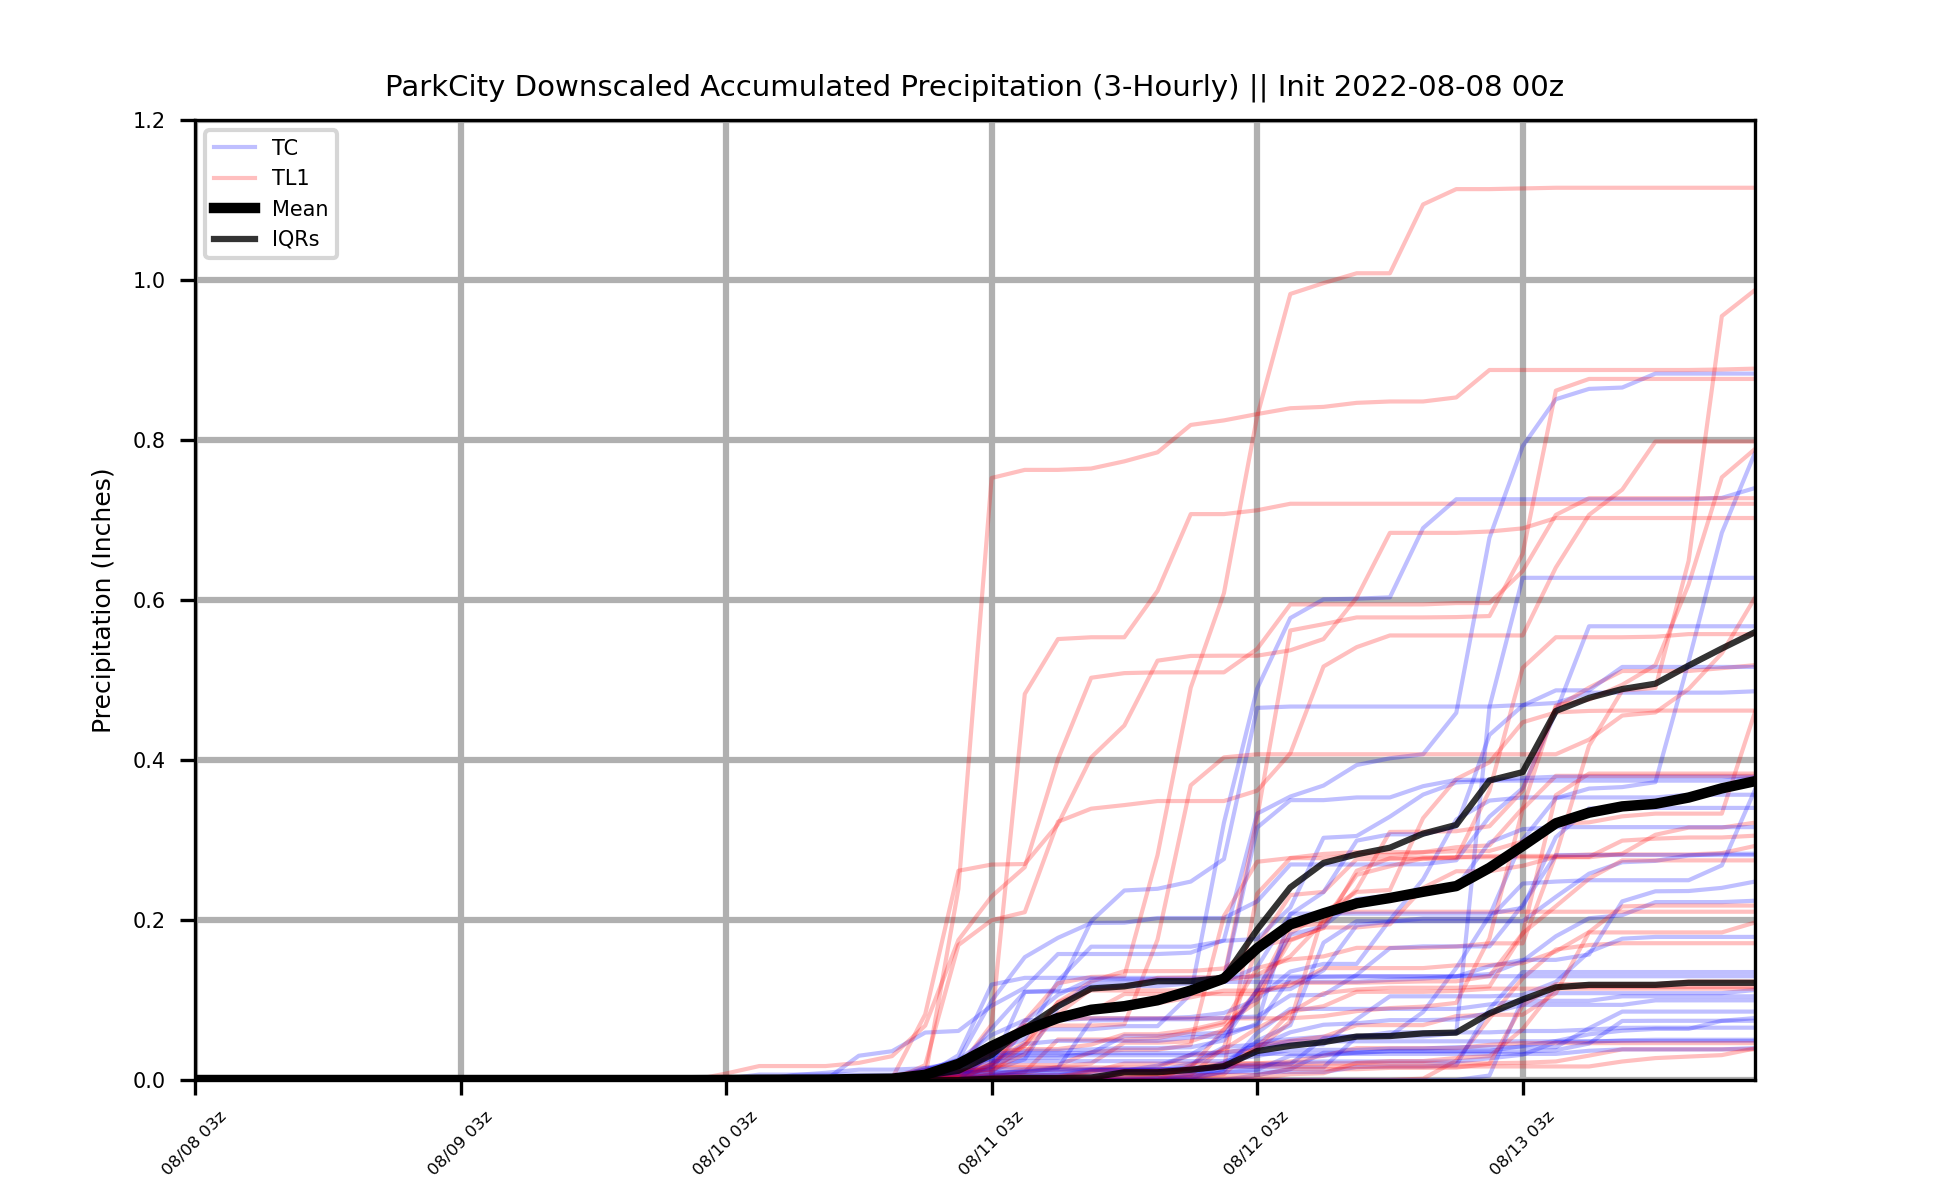 ParkCity Downscaled Accumulated Precipitation (3-Hourly) || Init 2022-08-08 00z
TC
TL1
Mean
IQRs
Precipitation (Inches)
1.2
1.0
0.8
0.6
0.4
0.2
0.0
08/08 03z
08/09 03z
08/10 03z
08/11 03z
08/12 03z
08/13 03z